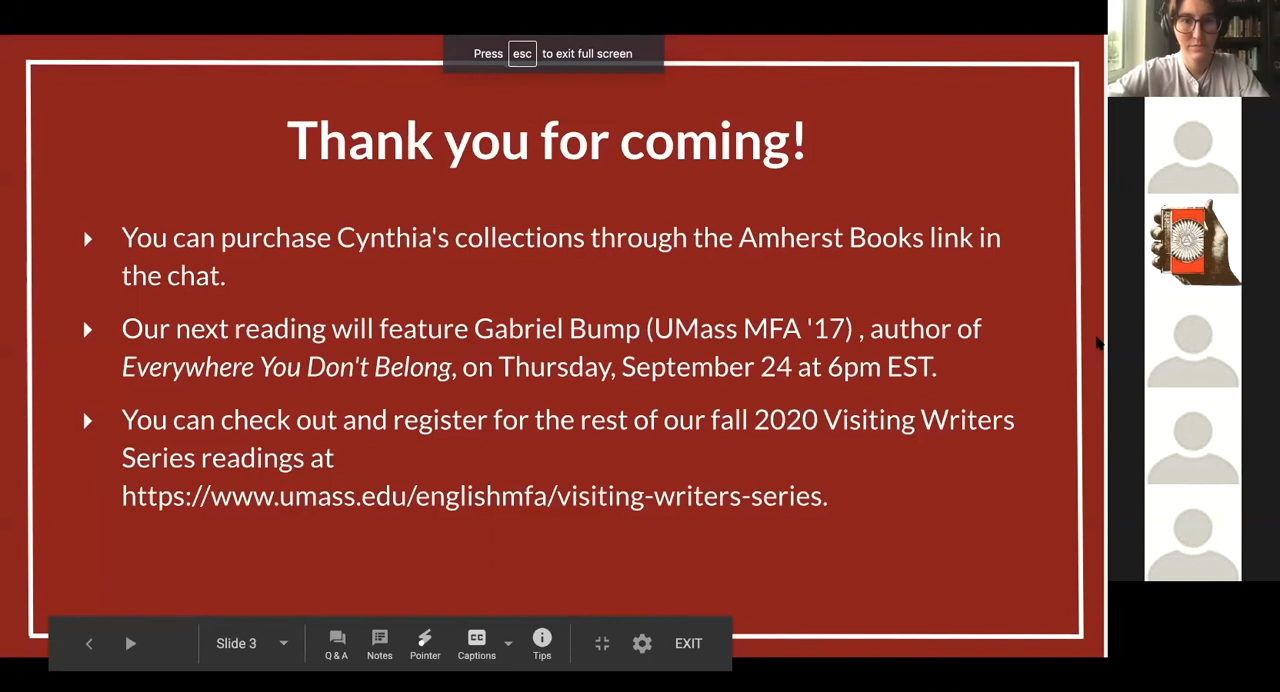 Press esc to exit full screen
Thank you for coming!
You can purchase Cynthia's collections through the Amherst Books link in
the chat.
Our next reading will feature Gabriel Bump (UMass MFA '17) , author of
Everywhere You Don't Belong, on Thursday, September 24 at 6pm EST.
You can check out and register for the rest of our fall 2020 Visiting Writers
Series readings at
https://www.umass.edu/englishmfa/visiting-writers-series.
Slide 3
Q & A
Notes
Pointer
CC
Captions
Tips
EXIT